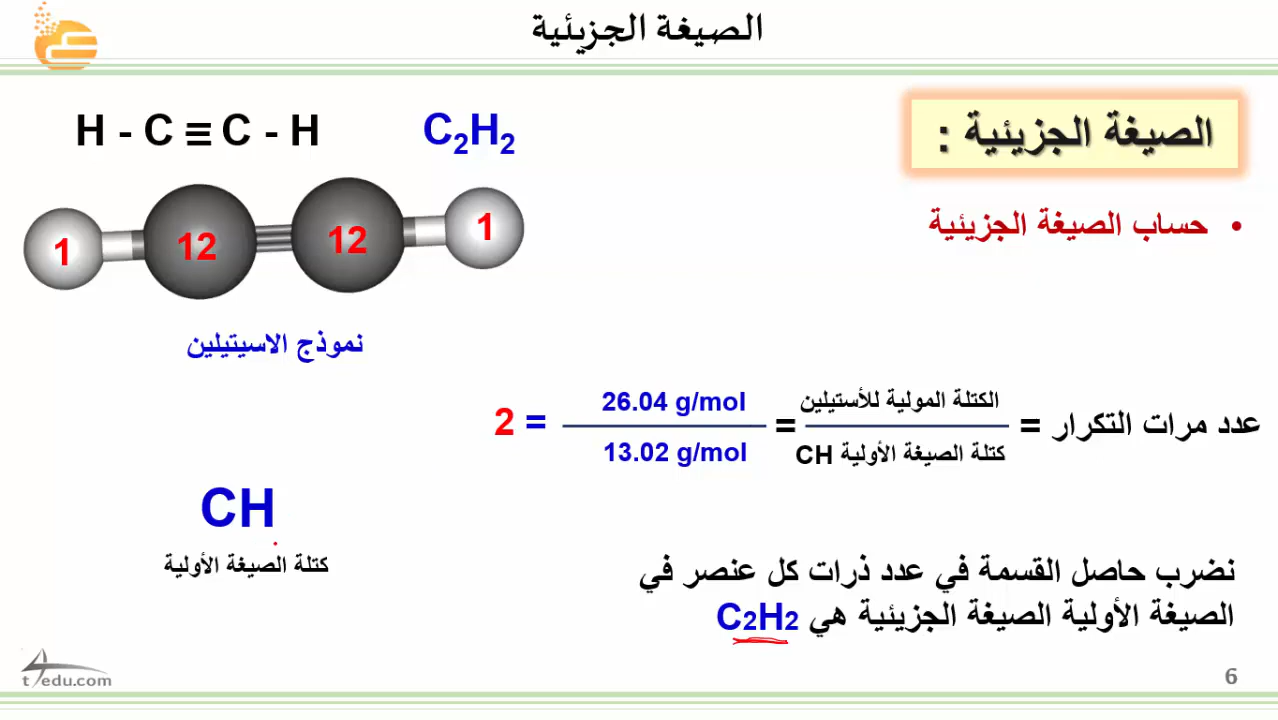 الصيغة الجزيئية
الصيغة الجزيئية :
• حساب الصيغة الجزيئية
H - C ≡ C - H
C₂H₂
1 12 12 1
نموذج الاسيتيلين
عدد مرات التكرار =
الكتلة المولية للأستيلين
كتلة الصيغة الأولية CH
=
26.04 g/mol
13.02 g/mol
= 2
CH
كتلة الصيغة الأولية
نضرب حاصل القسمة في عدد ذرات كل عنصر في
الصيغة الأولية الصيغة الجزيئية هي C2H2
t4edu.com
6